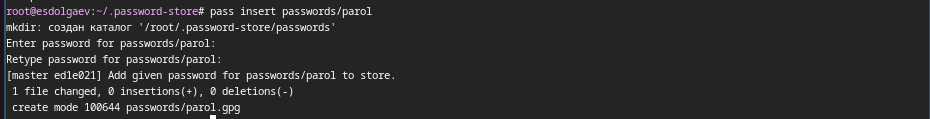 root@esdolgaev:~/.password-store# pass insert passwords/parol
mkdir: создан каталог '/root/.password-store/passwords'
Enter password for passwords/parol:
Retype password for passwords/parol:
[master ed1e021] Add given password for passwords/parol to store.
 1 file changed, 0 insertions(+), 0 deletions(-)
 create mode 100644 passwords/parol.gpg